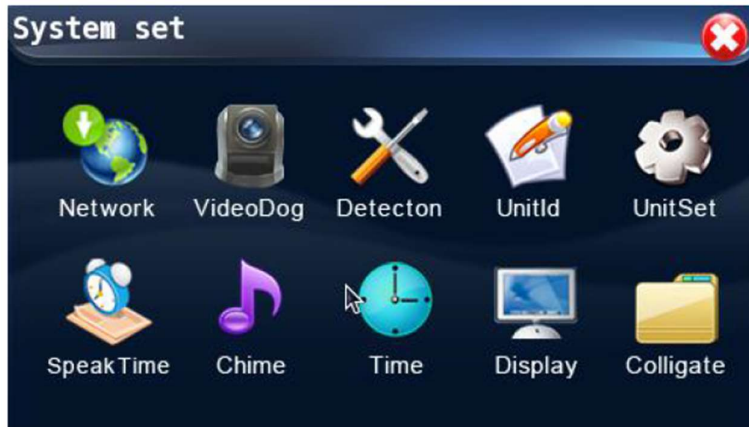 System set
Network VideoDog Detecton UnitId UnitSet
SpeakTime Chime Time Display Colligate